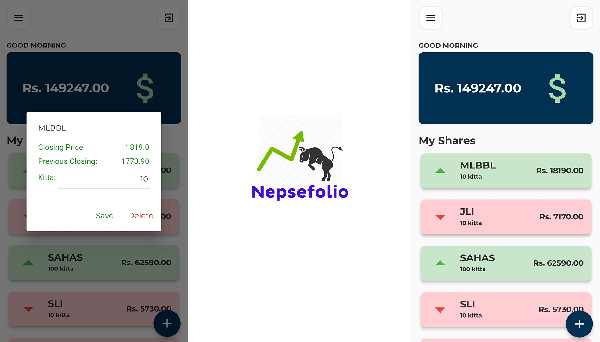 GOOD MORNING
Rs. 149247.00
My
MLBBL
Closing Price 1819.0
Previous Closing: 1773.90
Kitta: 10
Save Delete
SAHAS
100 kitta
Rs. 62590.00
SLI
10 kitta
Rs. 5730.00
+
Nepsefolio
GOOD MORNING
Rs. 149247.00 $
My Shares
MLBBL
10 kitta
Rs. 18190.00
JLI
10 kitta
Rs. 7170.00
SAHAS
100 kitta
Rs. 62590.00
SLI
10 kitta
Rs. 5730.00
+